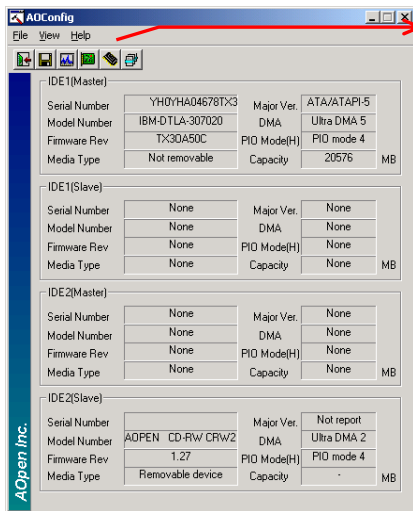 AOConfig
File View Help
IDE1(Master)
Serial Number YH0YHA04678TX3 Major Ver. ATA/ATAPI-5
Model Number IBM-DTLA-307020 DMA Ultra DMA 5
Firmware Rev TX3OA50C PIO Mode(H) PIO mode 4
Media Type Not removable Capacity 20576 MB
IDE1(Slave)
Serial Number None Major Ver. None
Model Number None DMA None
Firmware Rev None PIO Mode(H) None
Media Type None Capacity None MB
IDE2(Master)
Serial Number None Major Ver. None
Model Number None DMA None
Firmware Rev None PIO Mode(H) None
Media Type None Capacity None MB
IDE2(Slave)
Serial Number Major Ver. Not report
Model Number AOPEN CD-RW CRW2 DMA Ultra DMA 2
Firmware Rev 1.27 PIO Mode(H) PIO mode 4
Media Type Removable device Capacity - MB
AOpen Inc.